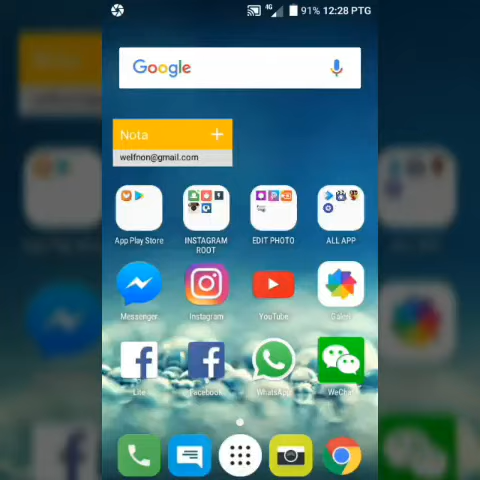 4G 91% 12:28 PTG
Google
Nota +
welfnon@gmail.com
App Play Store INSTAGRAM ROOT EDIT PHOTO ALL APP
Messenger Instagram YouTube Galeri
Lite Facebook WhatsApp WeChat